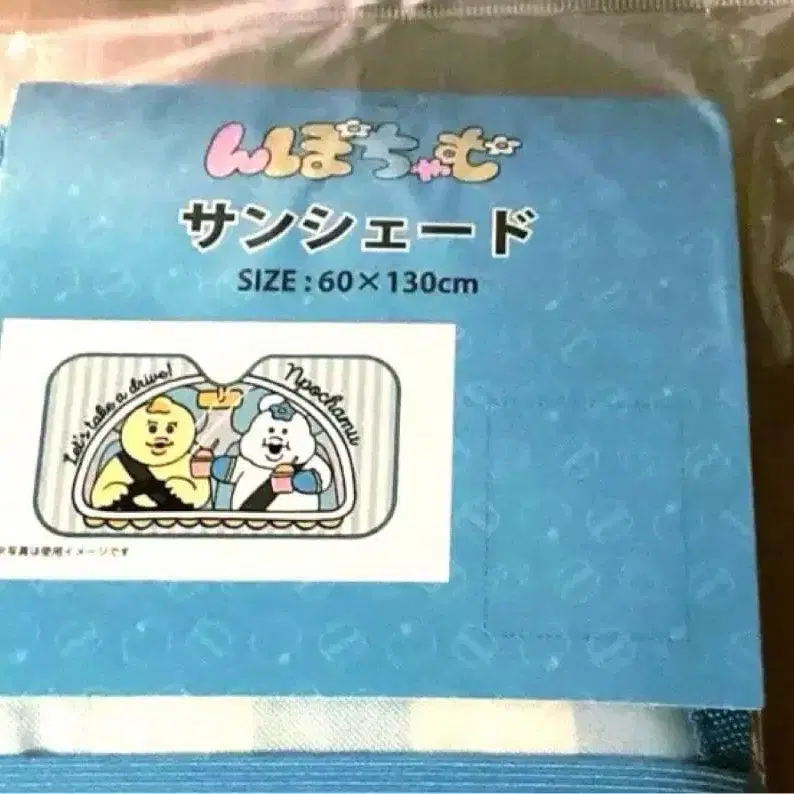 んぽちゃむ
サンシェード
SIZE : 60×130cm
Let's take a drive!
Npochamu
※写真は使用イメージです